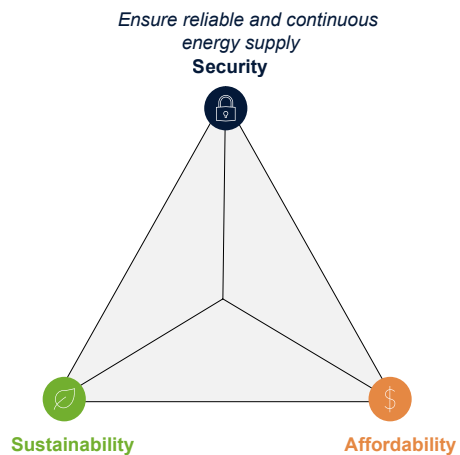 Ensure reliable and continuous
energy supply
Security
$
Sustainability
Affordability